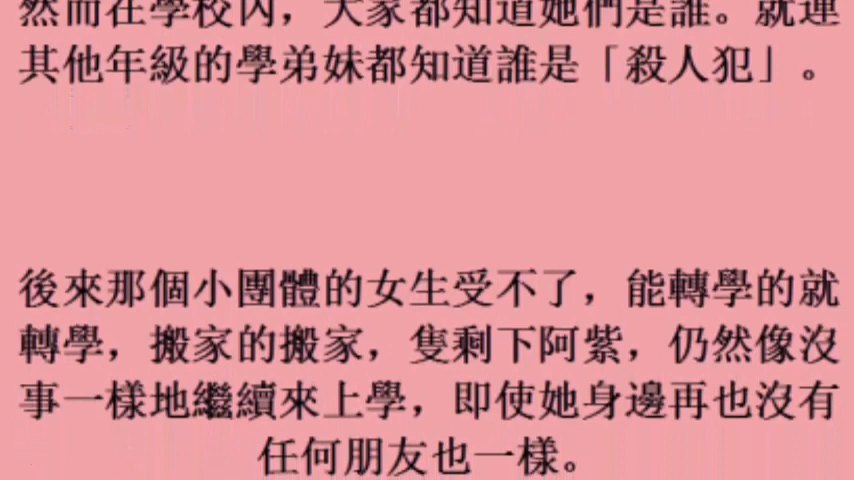 然而在學校內，大家都知道她們是誰。就連
其他年級的學弟妹都知道誰是「殺人犯」。
後來那個小團體的女生受不了，能轉學的就
轉學，搬家的搬家，隻剩下阿紫，仍然像沒
事一樣地繼續來上學，即使她身邊再也沒有
任何朋友也一樣。